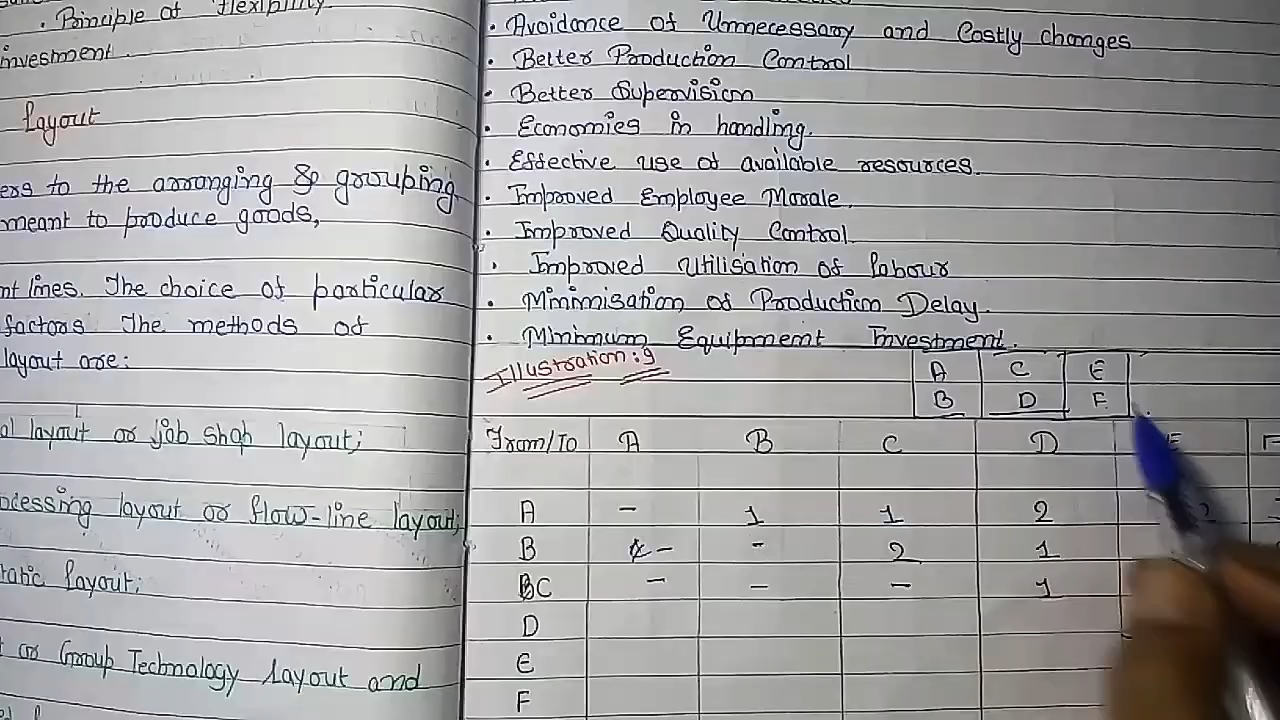 . Principle of flexibility
investment.
Layout
ers to the arranging & grouping
meant to produce goods,
nt lines. The choice of particular
factors The methods of
layout are:
al layout or job shop layout;
ocessing layout or flow-line layout;
tatic layout;
t or Group Technology Layout and
. Avoidance of Unnecessary and Costly changes
. Better Production Control
. Better Supervision
. Economies in handling.
. Effective use of available resources.
. Improved Employee Morale.
. Improved Quality Control.
. Improved Utilisation of labour
. Minimisation of Production Delay.
. Minimum Equipment Investment.
Illustration: 9
A C E
B D F
From/To A B C D E F
A - 1 1 2 2
B - - 2 1
C - - - 1
D
E
F